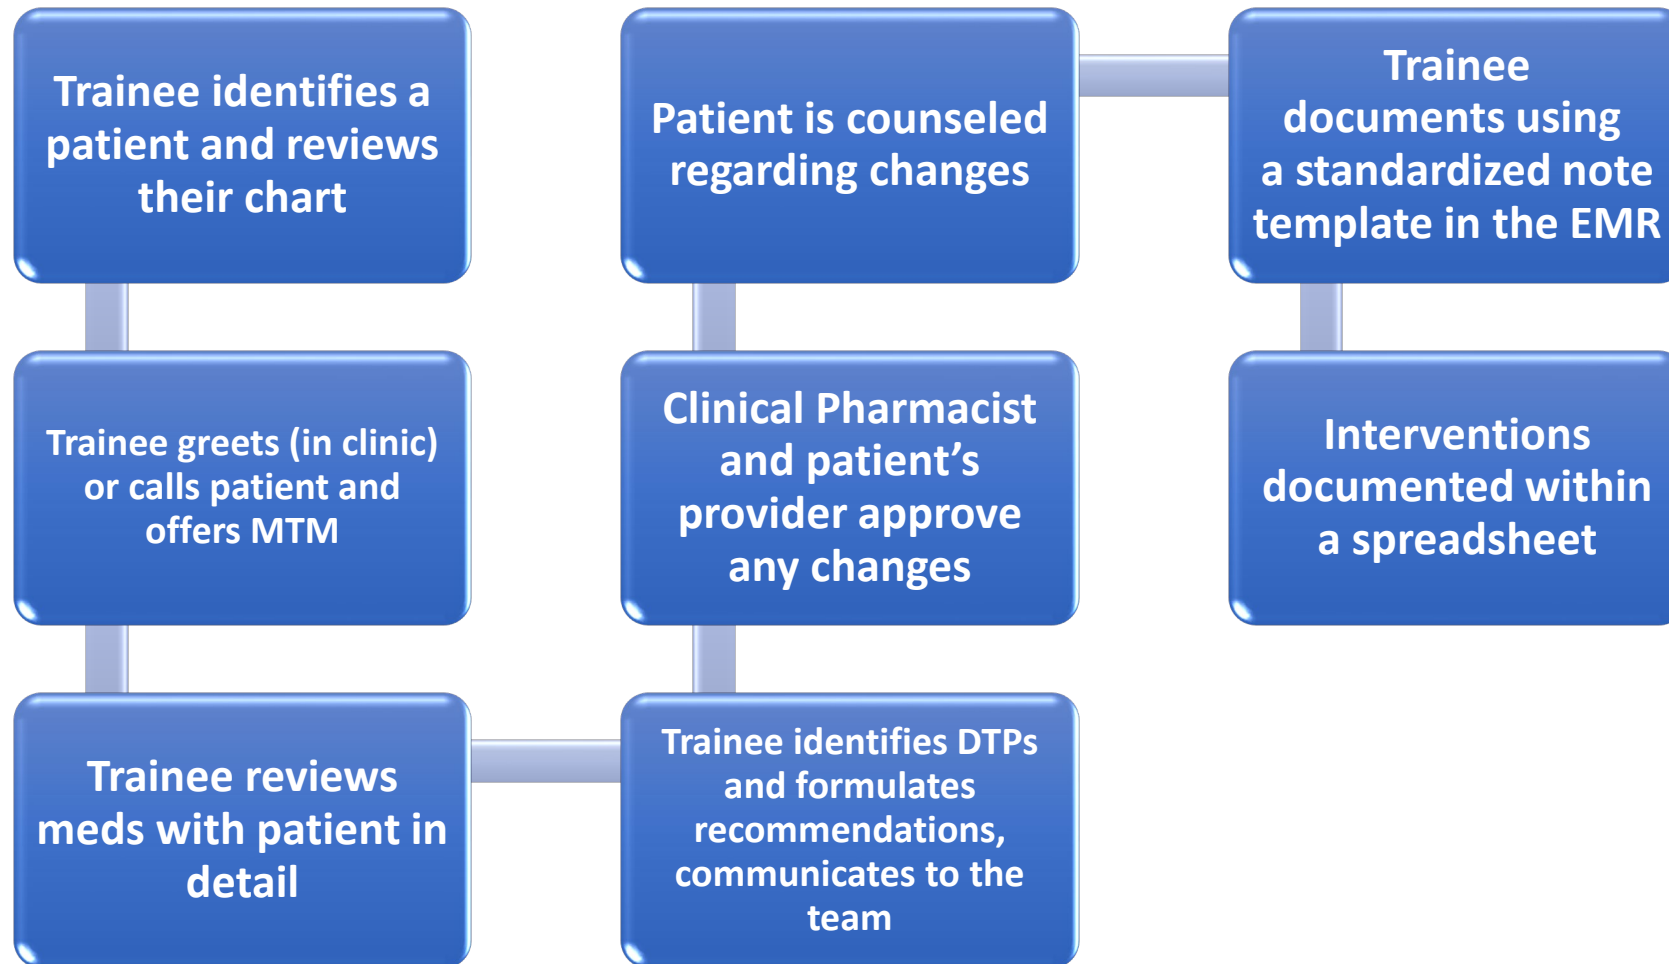 Trainee identifies a
patient and reviews
their chart
Trainee greets (in clinic)
or calls patient and
offers MTM
Trainee reviews
meds with patient in
detail
Trainee identifies DTPs
and formulates
recommendations,
communicates to the
team
Clinical Pharmacist
and patient’s
provider approve
any changes
Patient is counseled
regarding changes
Trainee
documents using
a standardized note
template in the EMR
Interventions
documented within
a spreadsheet